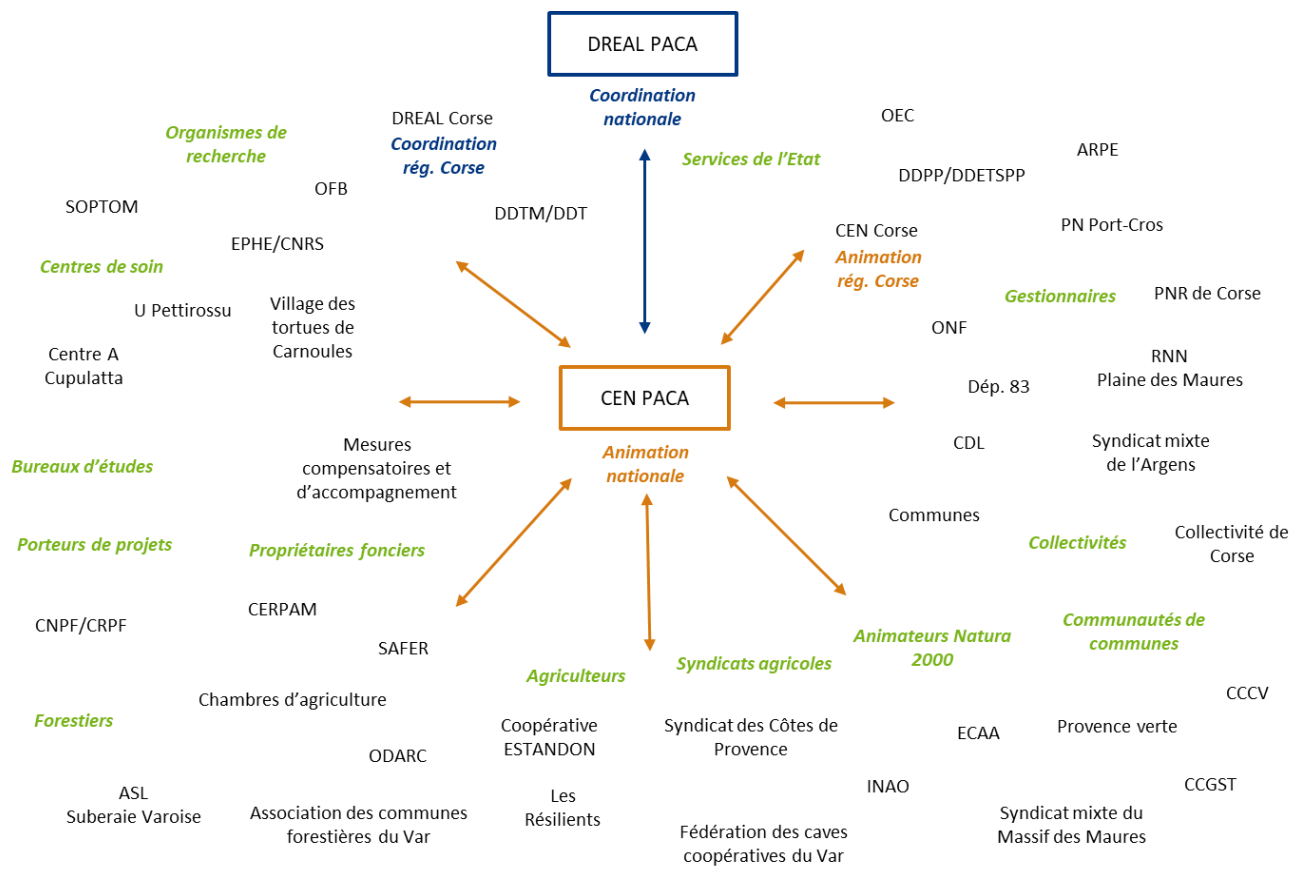 DREAL PACA
Coordination
nationale
DREAL Corse
Coordination
rég. Corse
OEC
Organismes de
recherche
Services de l'Etat
ARPE
DDPP/DDETSPP
OFB
SOPTOM
DDTM/DDT
PN Port-Cros
EPHE/CNRS
CEN Corse
Animation
rég. Corse
Centres de soin
Gestionnaires
PNR de Corse
U Pettirossu
Village des
tortues de
Carnoules
ONF
Centre A
Cupulatta
RNN
Plaine des Maures
Dép. 83
CEN PACA
Animation
nationale
Mesures
compensatoires et
d'accompagnement
CDL
Syndicat mixte
de l'Argens
Bureaux d'études
Communes
Porteurs de projets
Propriétaires fonciers
Collectivités
Collectivité de
Corse
CERPAM
CNPF/CRPF
SAFER
Animateurs Natura
2000
Communautés de
communes
Agriculteurs
Syndicats agricoles
Chambres d'agriculture
CCCV
Forestiers
Coopérative
ESTANDON
Syndicat des Côtes de
Provence
ECAA
Provence verte
ODARC
INAO
CCGST
ASL
Suberaie Varoise
Association des communes
forestières du Var
Les
Résilients
Fédération des caves
coopératives du Var
Syndicat mixte du
Massif des Maures